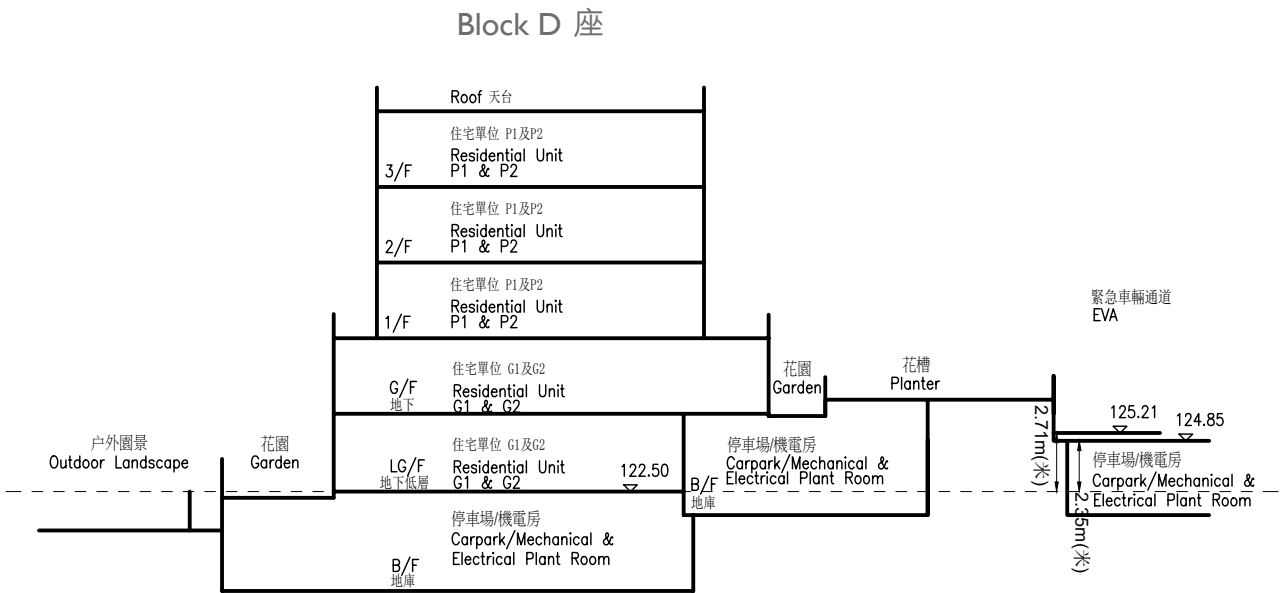 Block D 座
Roof 天台
住宅單位 P1及P2
Residential Unit
P1 & P2
3/F
住宅單位 P1及P2
Residential Unit
P1 & P2
2/F
住宅單位 P1及P2
Residential Unit
P1 & P2
1/F
緊急車輛通道
EVA
住宅單位 G1及G2
Residential Unit
G1 & G2
G/F
地下
花園
Garden
花槽
Planter
2.71m(米)
125.21
124.85
户外園景
Outdoor Landscape
花園
Garden
住宅單位 G1及G2
Residential Unit
G1 & G2
LG/F
地下低層
122.50
停車場/機電房
Carpark/Mechanical &
Electrical Plant Room
B/F
地庫
停車場/機電房
Carpark/Mechanical &
Electrical Plant Room
2.35m(米)
停車場/機電房
Carpark/Mechanical &
Electrical Plant Room
B/F
地庫